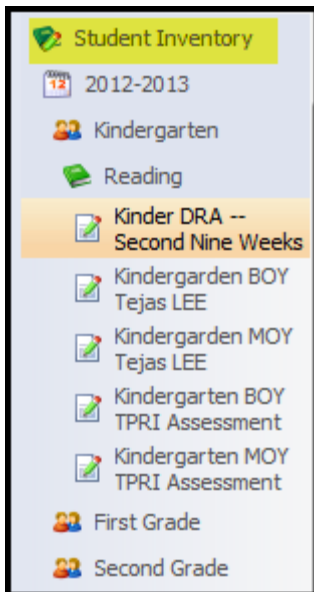 Student Inventory
12
2012-2013
Kindergarten
Reading
Kinder DRA --
Second Nine Weeks
Kindergarden BOY
Tejas LEE
Kindergarden MOY
Tejas LEE
Kindergarten BOY
TPRI Assessment
Kindergarten MOY
TPRI Assessment
First Grade
Second Grade